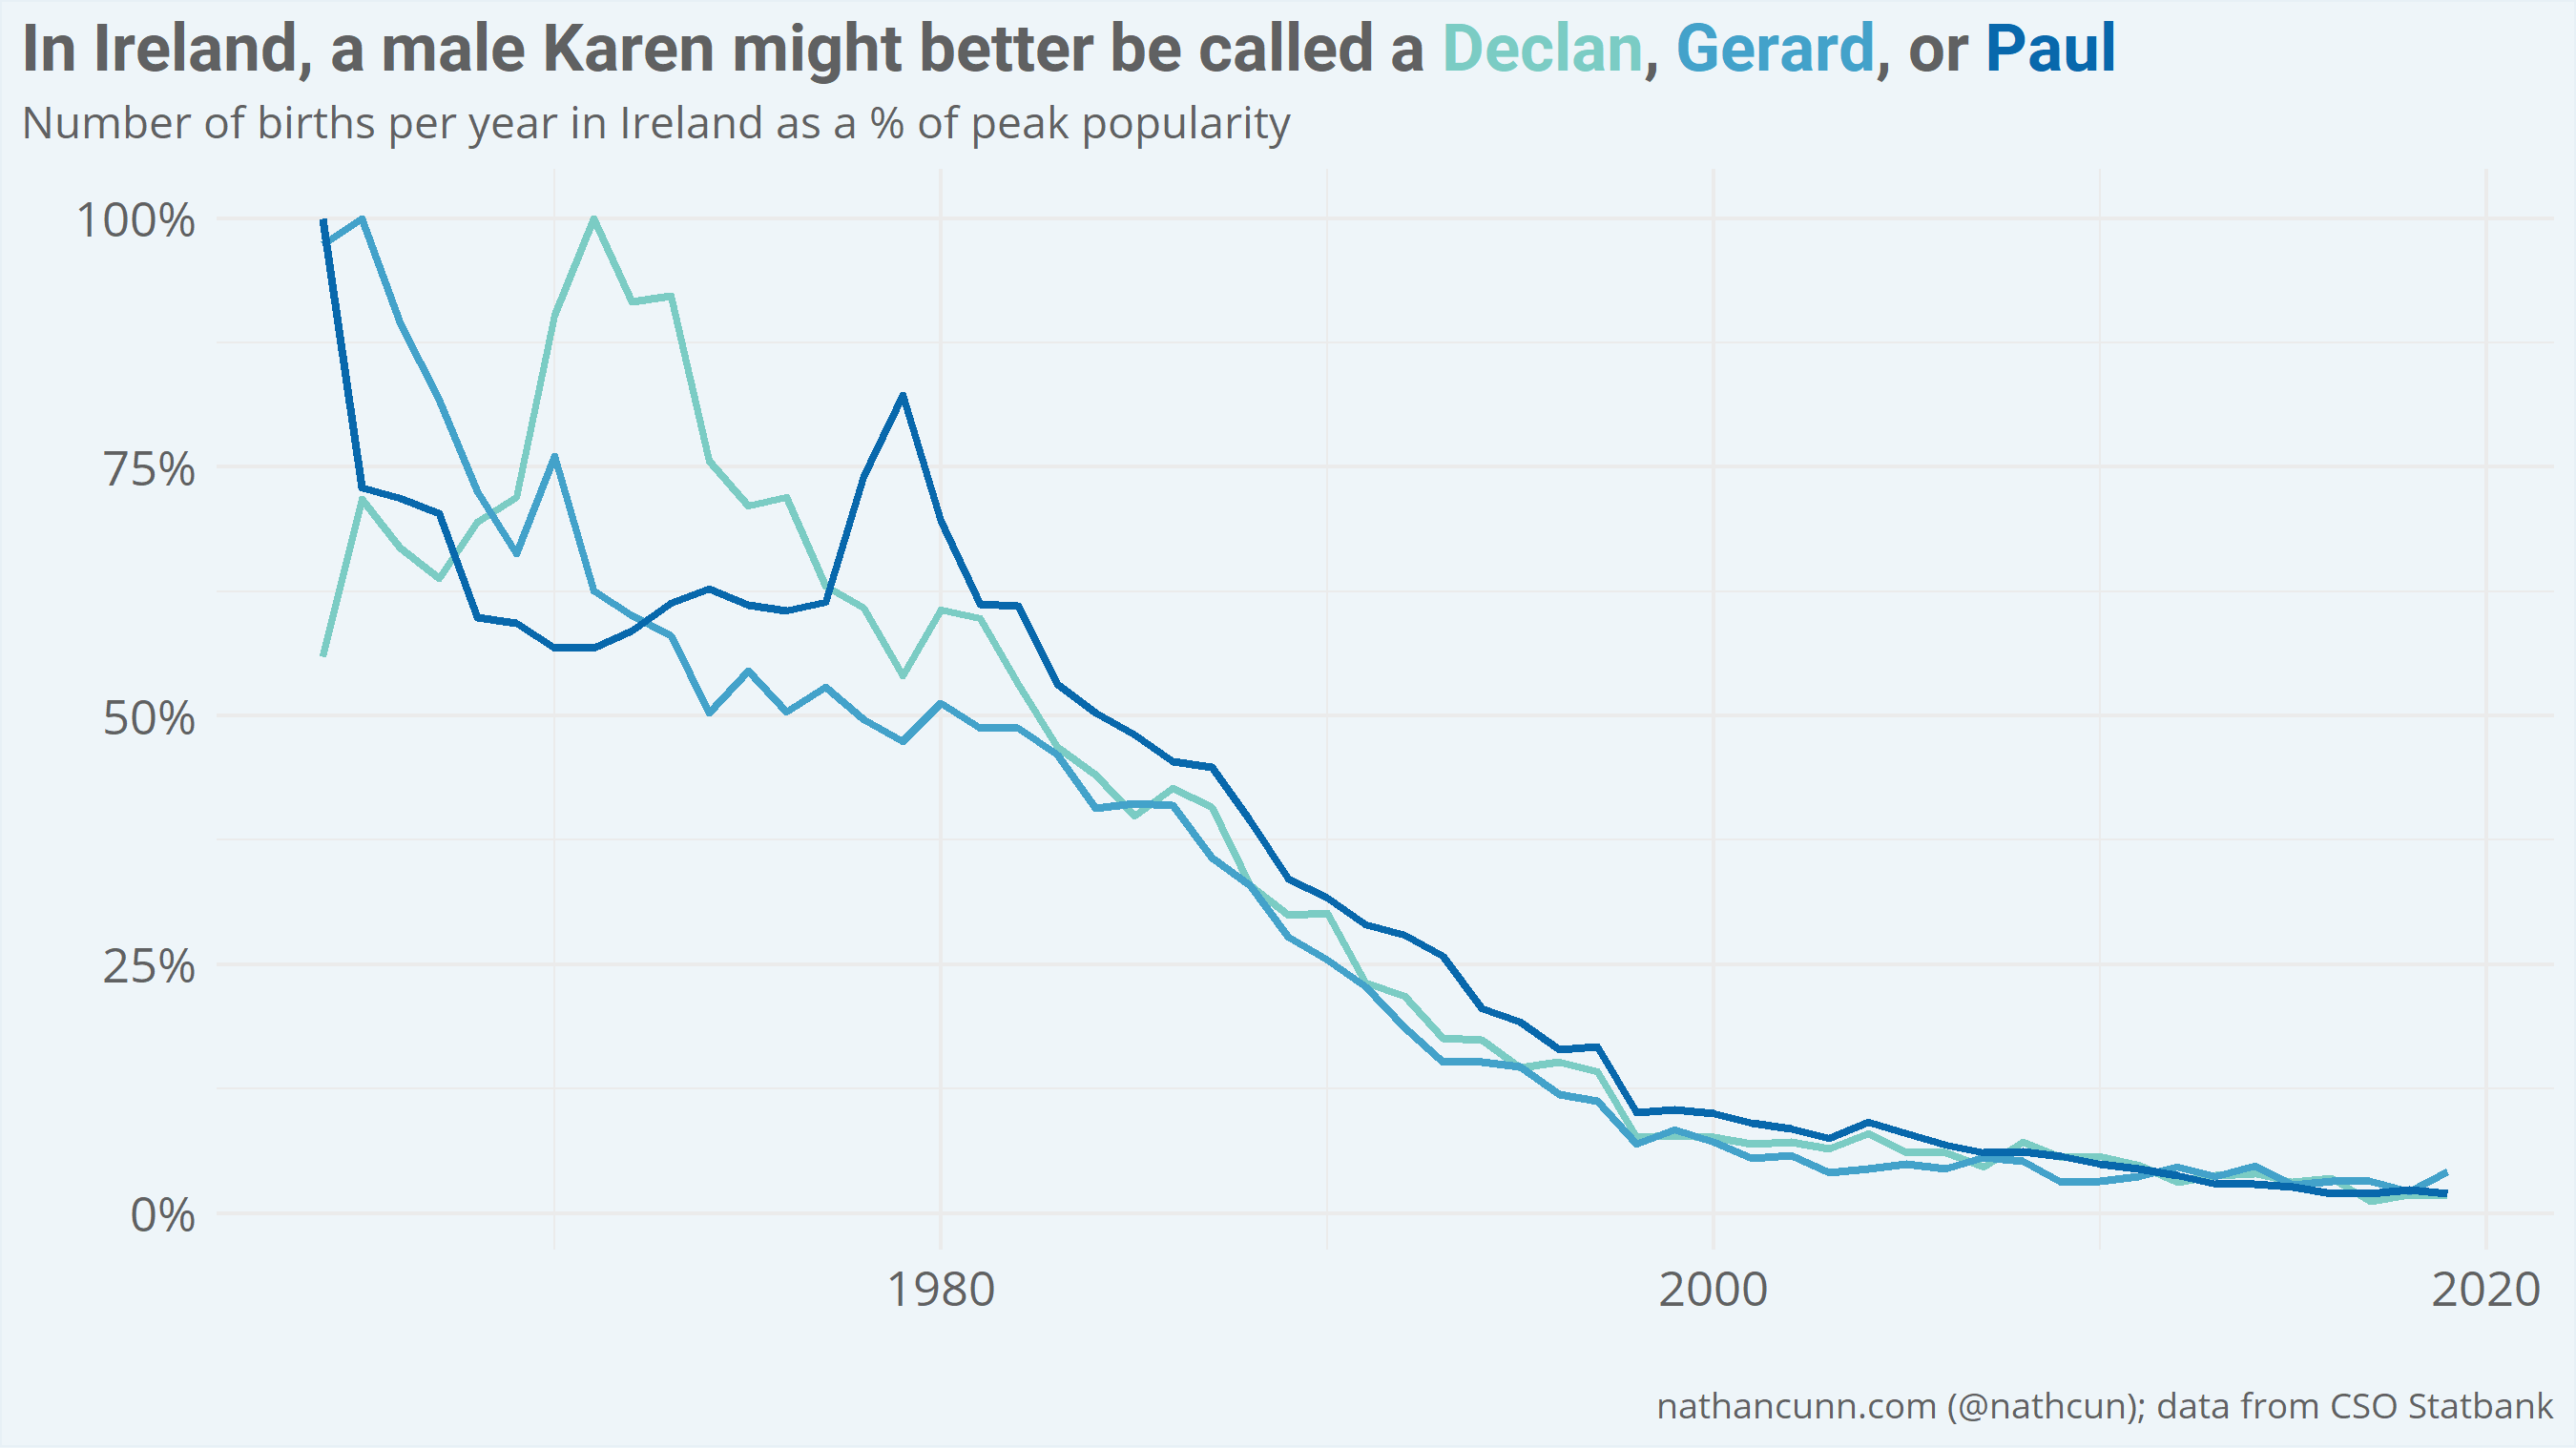 In Ireland, a male Karen might better be called a Declan, Gerard, or Paul
Number of births per year in Ireland as a % of peak popularity
100%
75%
50%
25%
0%
1980 2000 2020
nathancunn.com (@nathcun); data from CSO Statbank